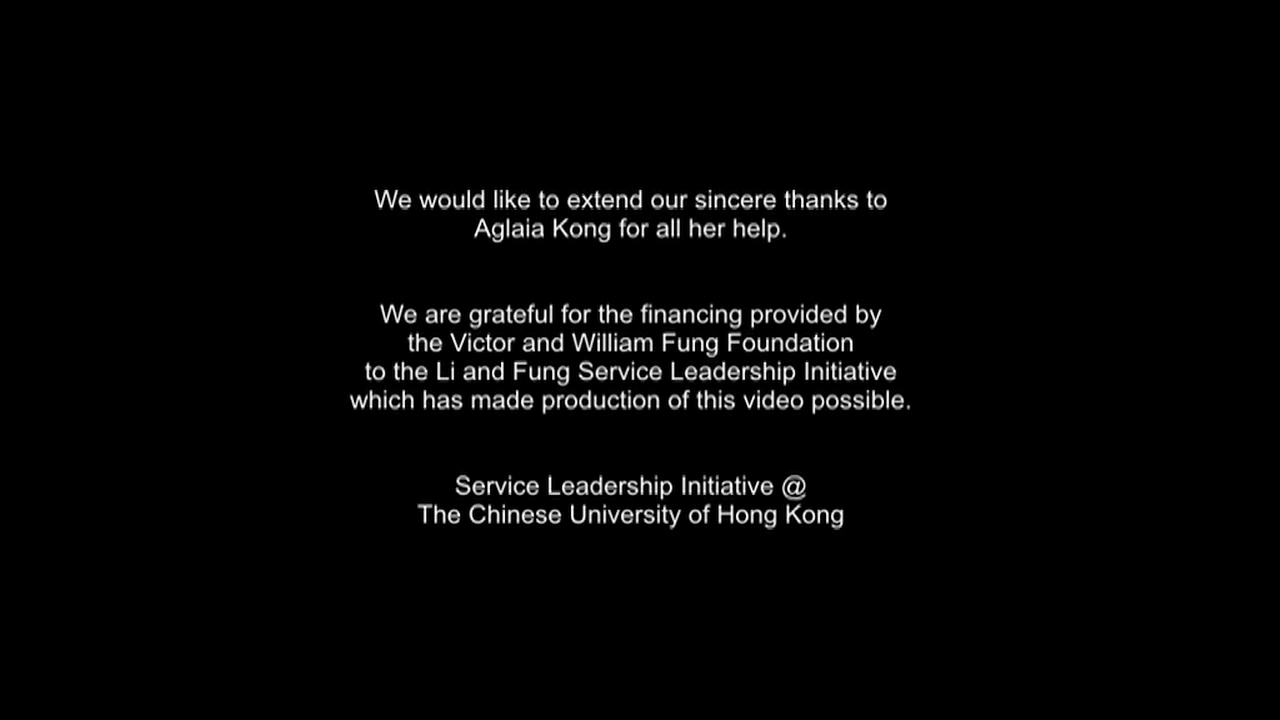 We would like to extend our sincere thanks to
Aglaia Kong for all her help.
We are grateful for the financing provided by
the Victor and William Fung Foundation
to the Li and Fung Service Leadership Initiative
which has made production of this video possible.
Service Leadership Initiative @
The Chinese University of Hong Kong